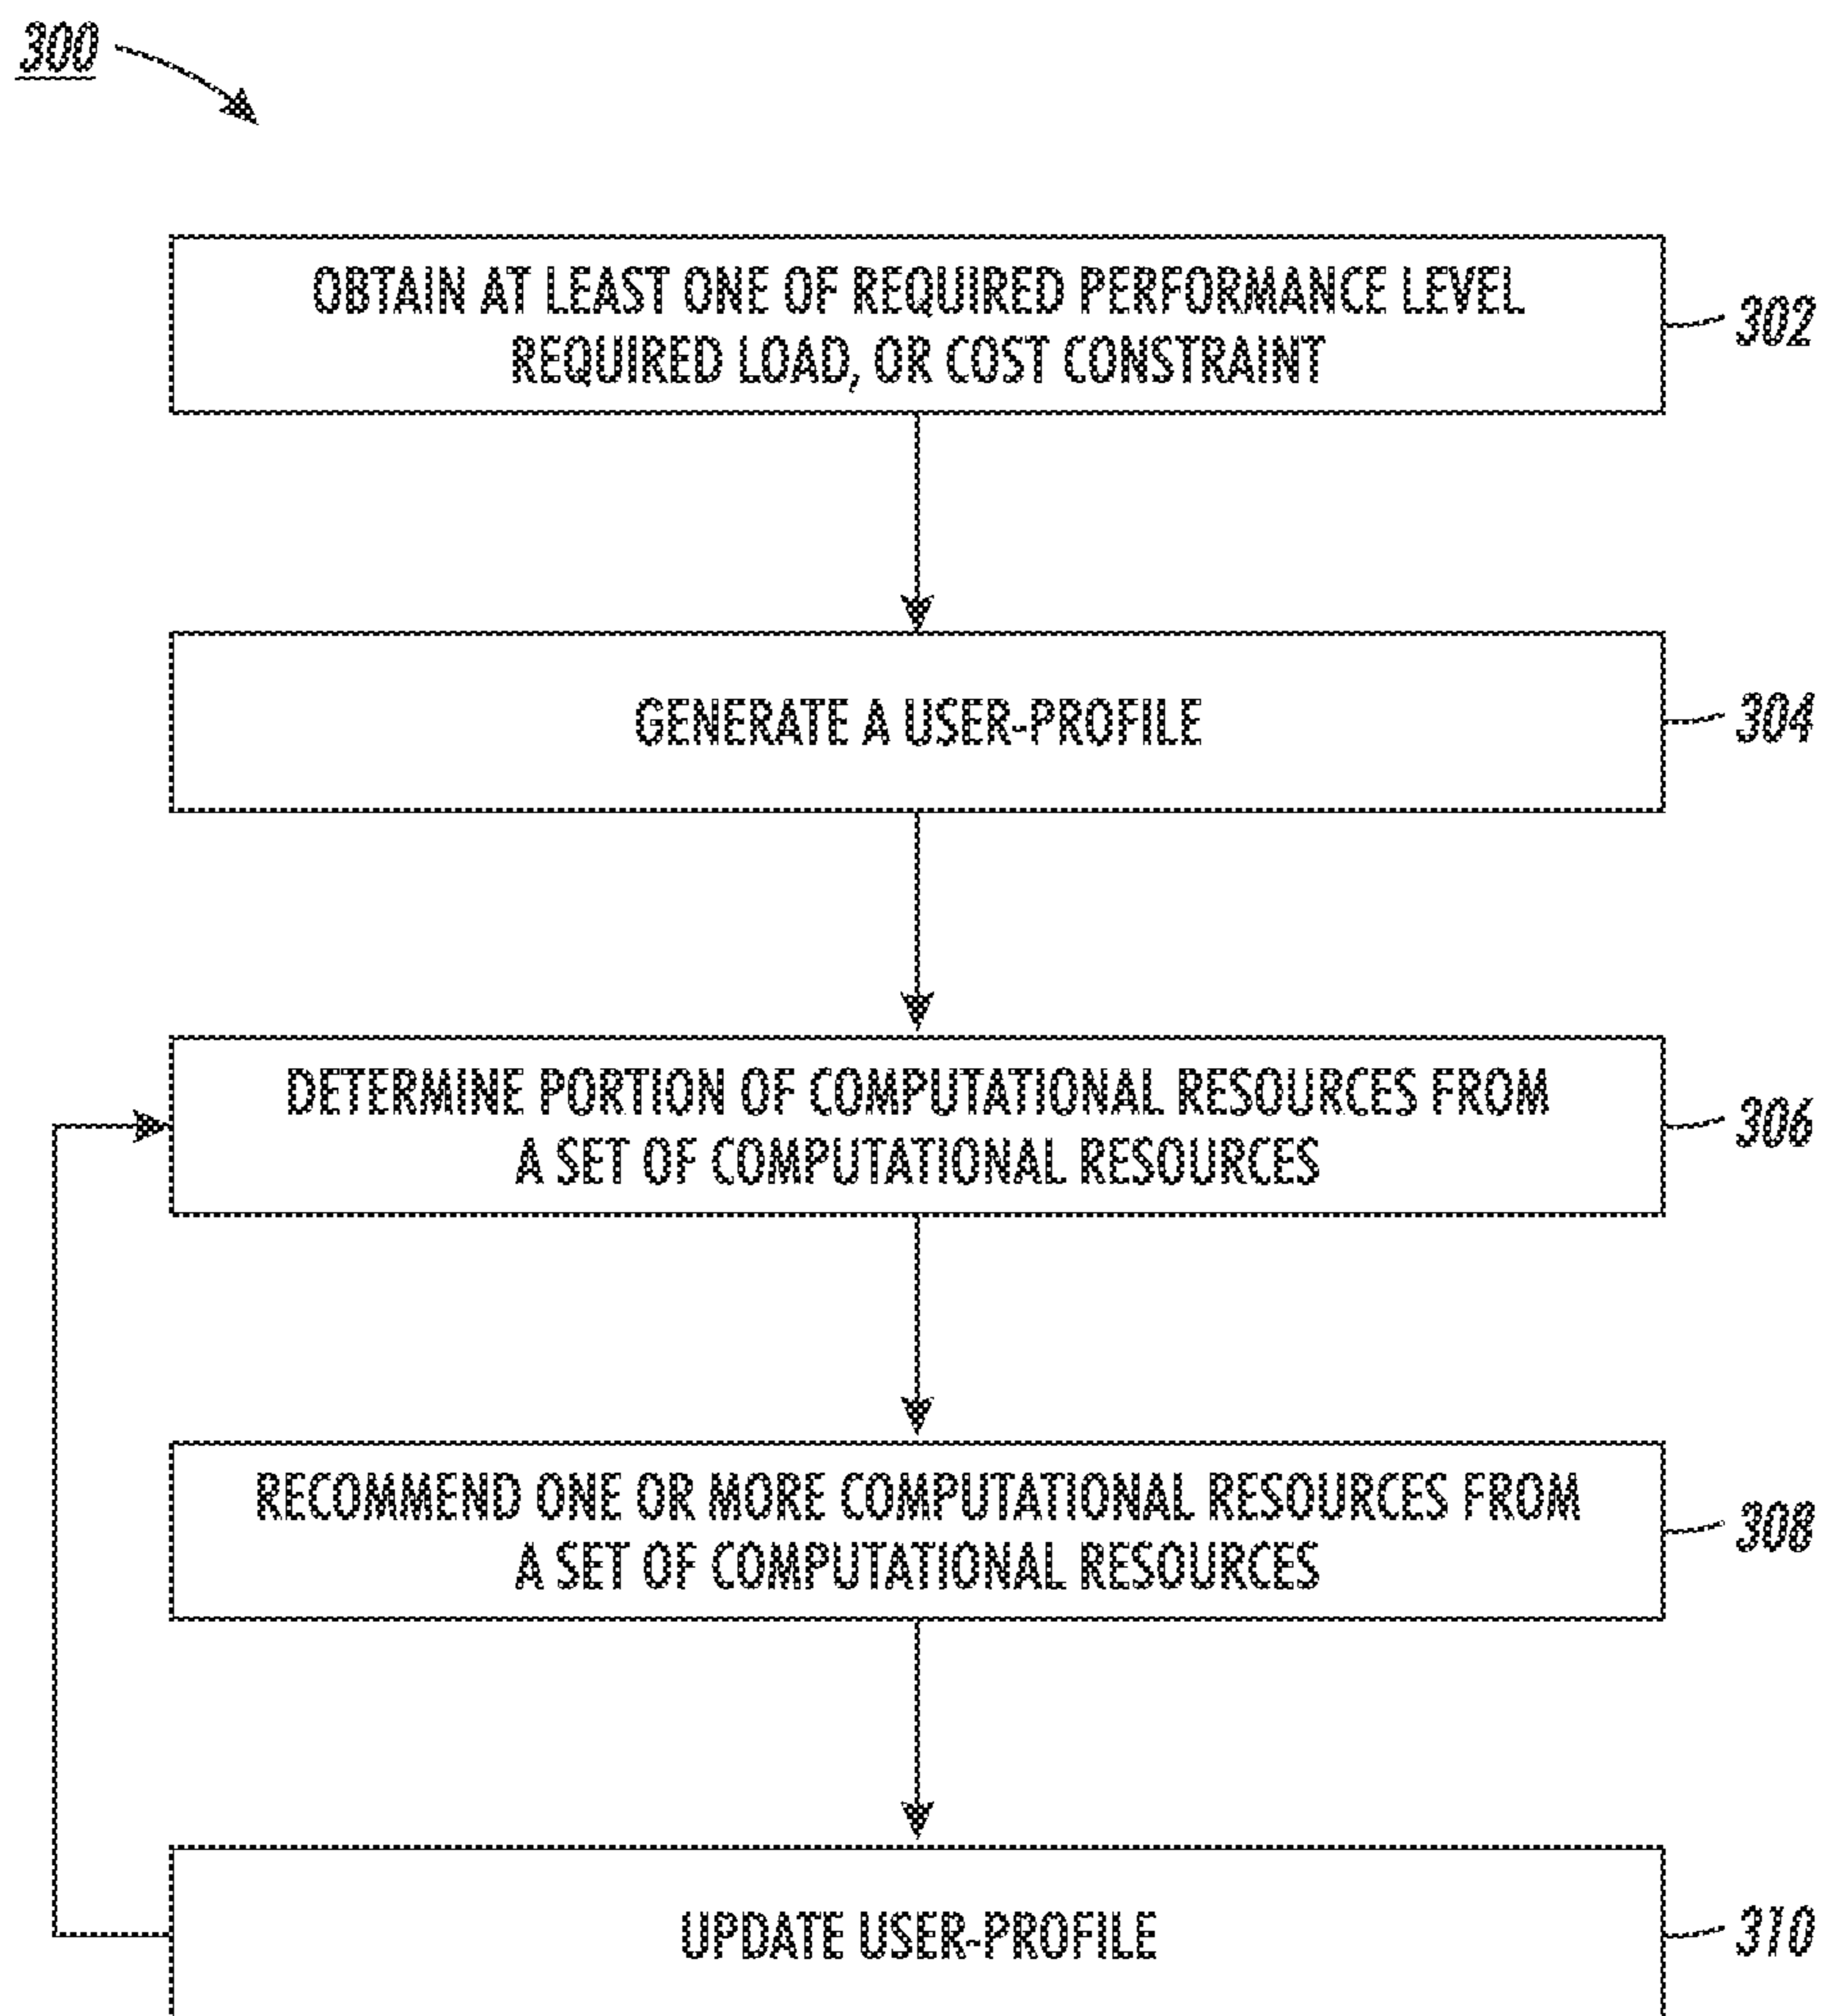 300
OBTAIN AT LEAST ONE OF REQUIRED PERFORMANCE LEVEL
REQUIRED LOAD, OR COST CONSTRAINT
302
GENERATE A USER-PROFILE
304
DETERMINE PORTION OF COMPUTATIONAL RESOURCES FROM
A SET OF COMPUTATIONAL RESOURCES
306
RECOMMEND ONE OR MORE COMPUTATIONAL RESOURCES FROM
A SET OF COMPUTATIONAL RESOURCES
308
UPDATE USER-PROFILE
310